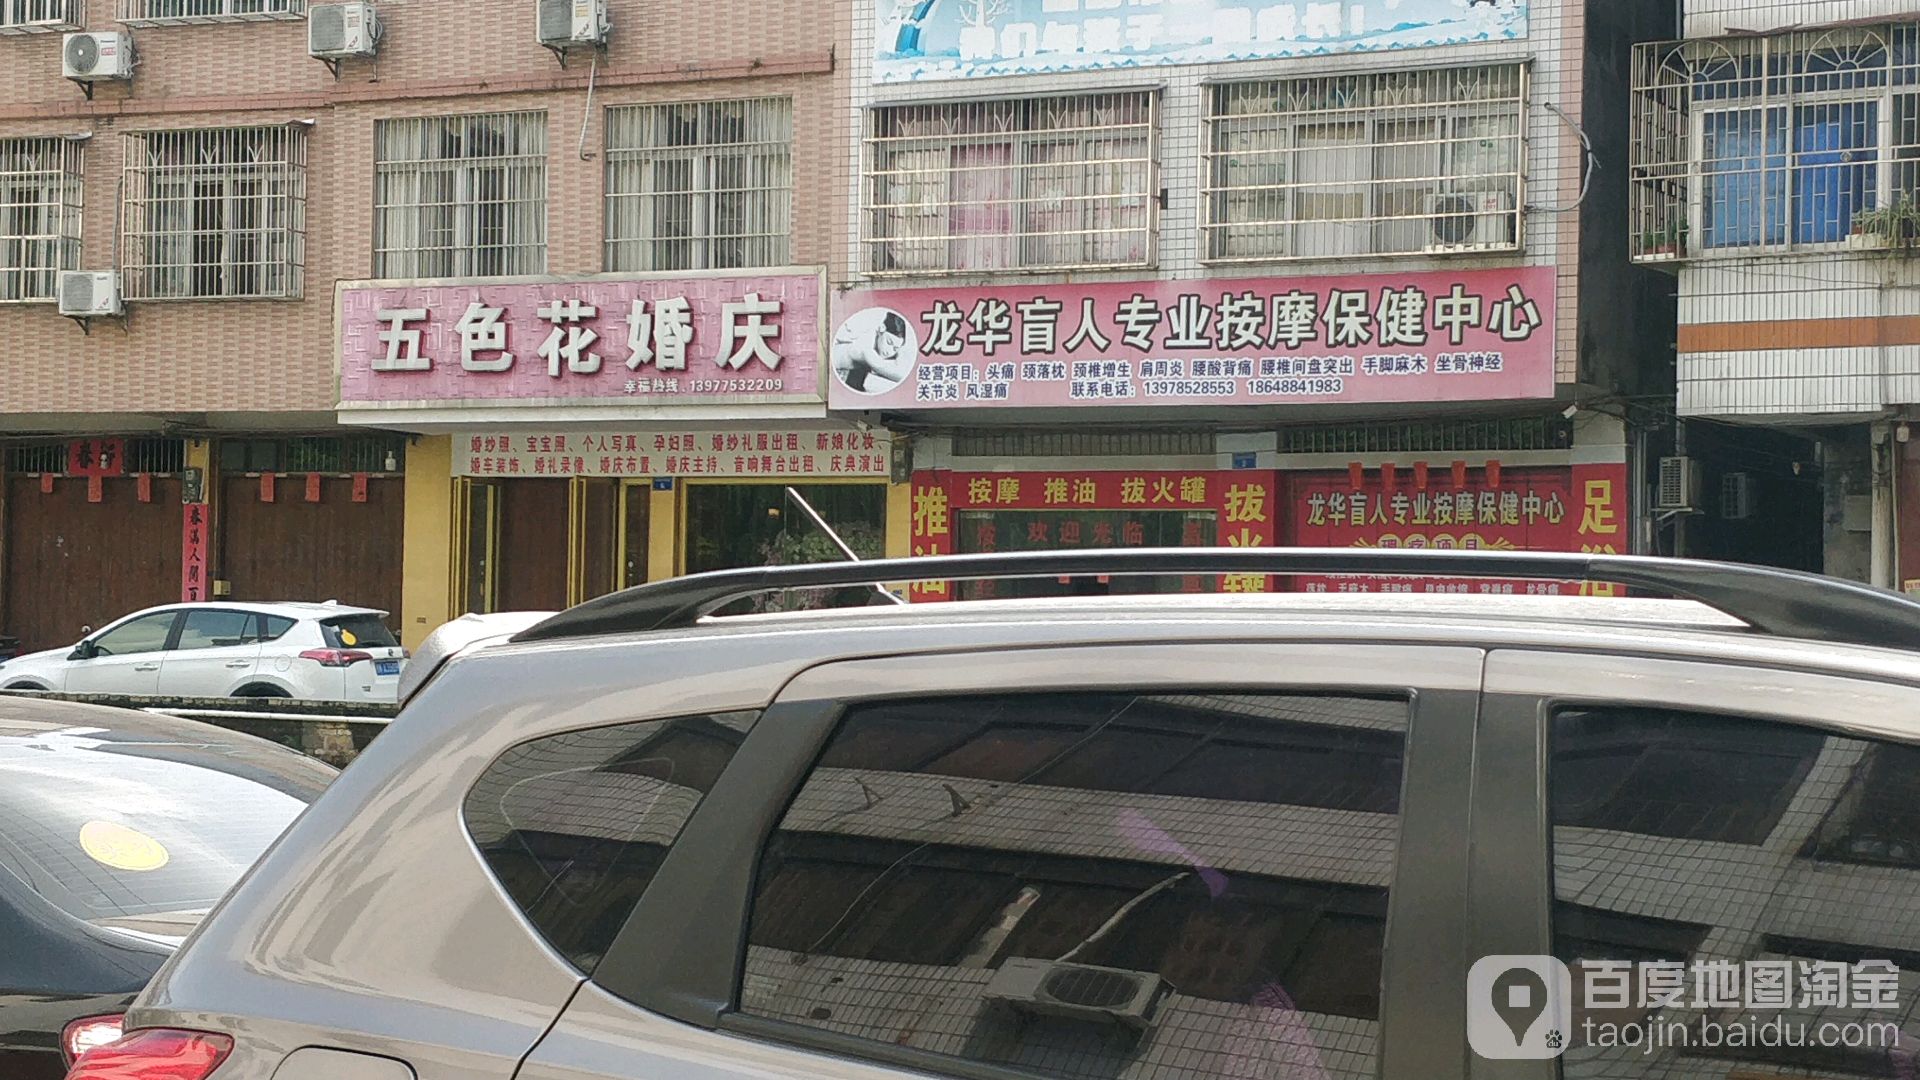 五色花婚庆
幸福热线:13977532209
龙华盲人专业按摩保健中心
经营项目:头痛 颈落枕 颈椎增生 肩周炎 腰酸背痛 腰椎间盘突出 手脚麻木 坐骨神经
关节炎 风湿痛 联系电话:13978528553 18648841983
婚纱照、宝宝照、个人写真、孕妇照、婚纱礼服出租、新娘化妆、
婚车装饰、婚礼录像、婚庆布置、婚庆主持、音响舞台出租、庆典演出
春满人间百
推油
按摩 推油 拔火罐
欢迎光临
拔火罐
龙华盲人专业按摩保健中心
理疗项目
足浴
百度地图淘金
taojin.baidu.com